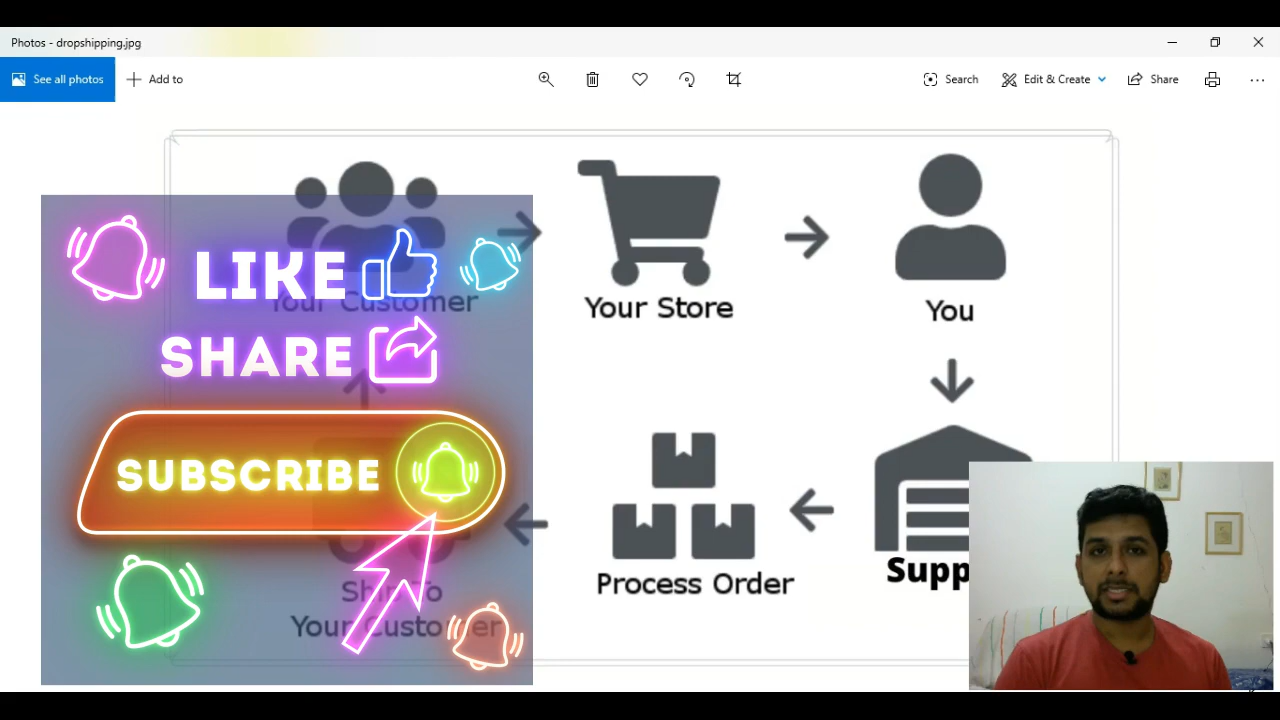 Photos - dropshipping.jpg
See all photos
Add to
Search
Edit & Create
Share
Your Customer
Your Store
You
LIKE
SHARE
SUBSCRIBE
Process Order
Supp
Ship To
Your Customer